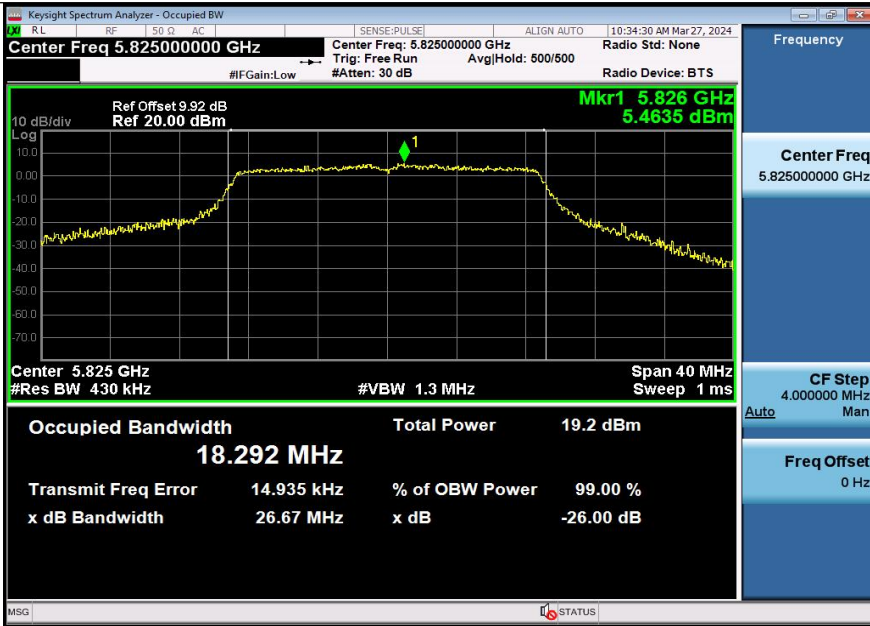 Keysight Spectrum Analyzer - Occupied BW
LXI RL RF 50 Ω AC SENSE:PULSE ALIGN AUTO 10:34:30 AM Mar 27, 2024
Center Freq 5.825000000 GHz
Center Freq: 5.825000000 GHz Radio Std: None
Trig: Free Run Avg|Hold: 500/500
#IFGain:Low #Atten: 30 dB Radio Device: BTS
Ref Offset 9.92 dB Mkr1 5.826 GHz
10 dB/div Ref 20.00 dBm 5.4635 dBm
Log
1
10.0
0.00
-10.0
-20.0
-30.0
-40.0
-50.0
-60.0
-70.0
Center 5.825 GHz Span 40 MHz
#Res BW 430 kHz #VBW 1.3 MHz Sweep 1 ms
Occupied Bandwidth Total Power 19.2 dBm
18.292 MHz
Transmit Freq Error 14.935 kHz % of OBW Power 99.00 %
x dB Bandwidth 26.67 MHz x dB -26.00 dB
MSG STATUS
Frequency
Center Freq
5.825000000 GHz
CF Step
4.000000 MHz
Auto Man
Freq Offset
0 Hz